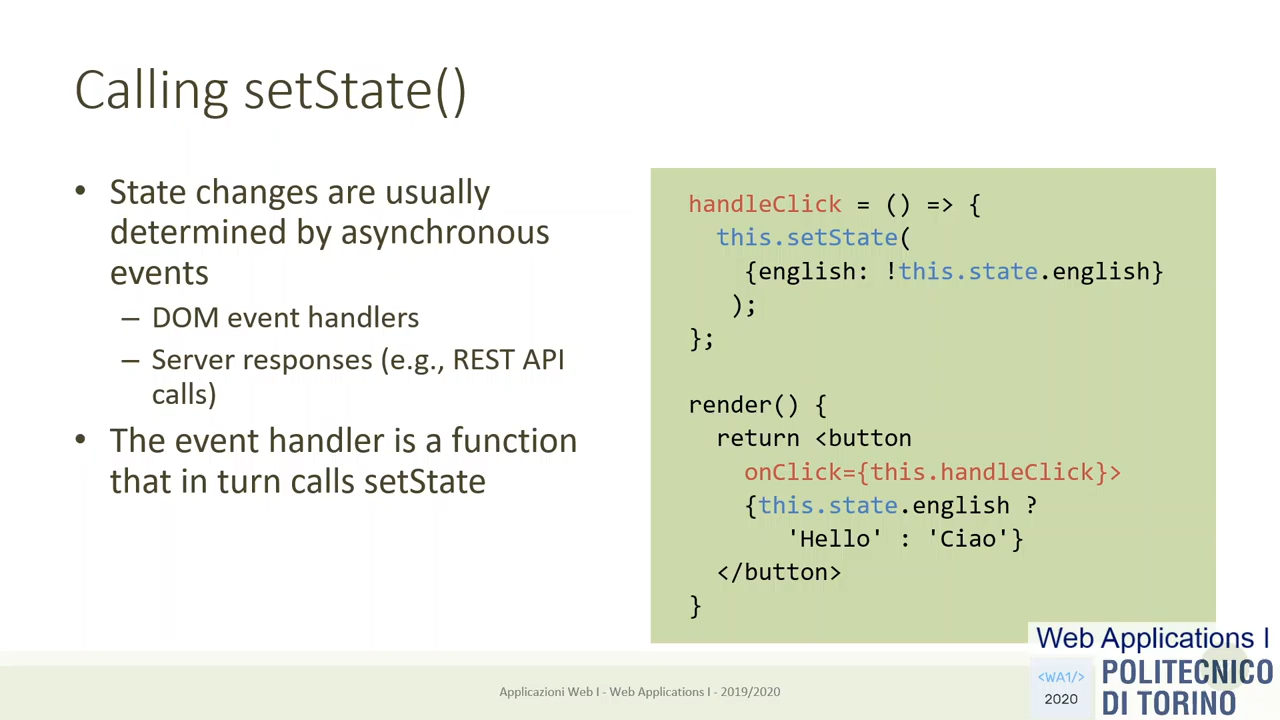 Calling setState()
• State changes are usually
determined by asynchronous
events
– DOM event handlers
– Server responses (e.g., REST API
calls)
• The event handler is a function
that in turn calls setState
handleClick = () => {
this.setState(
{english: !this.state.english}
);
};
render() {
return <button
onClick={this.handleClick}>
{this.state.english ?
'Hello' : 'Ciao'}
</button>
}
Applicazioni Web I - Web Applications I - 2019/2020
Web Applications I
<WA1/>
2020
POLITECNICO
DI TORINO